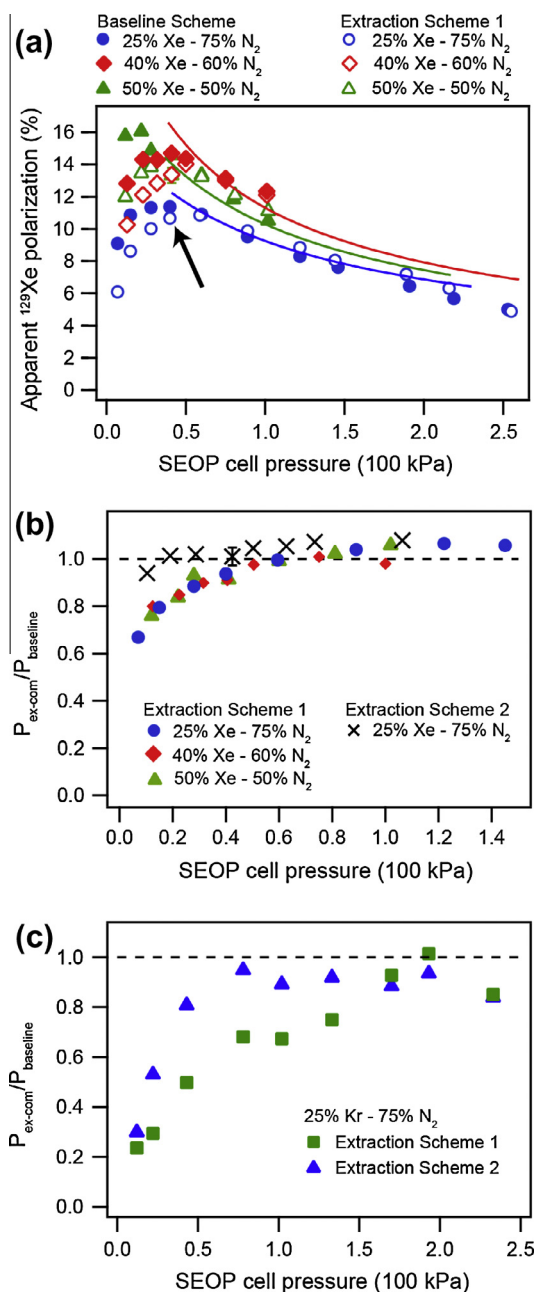 (a)
Baseline Scheme
25% Xe - 75% N2
40% Xe - 60% N2
50% Xe - 50% N2
Extraction Scheme 1
25% Xe - 75% N2
40% Xe - 60% N2
50% Xe - 50% N2
Apparent 129Xe polarization (%)
16
14
12
10
8
6
4
2
0
0.0 0.5 1.0 1.5 2.0 2.5
SEOP cell pressure (100 kPa)
(b)
Pex-com/Pbaseline
1.0
0.8
0.6
0.4
0.2
0.0
Extraction Scheme 1
25% Xe - 75% N2
40% Xe - 60% N2
50% Xe - 50% N2
Extraction Scheme 2
25% Xe - 75% N2
0.0 0.2 0.4 0.6 0.8 1.0 1.2 1.4
SEOP cell pressure (100 kPa)
(c)
Pex-com/Pbaseline
1.0
0.8
0.6
0.4
0.2
0.0
25% Kr - 75% N2
Extraction Scheme 1
Extraction Scheme 2
0.0 0.5 1.0 1.5 2.0 2.5
SEOP cell pressure (100 kPa)